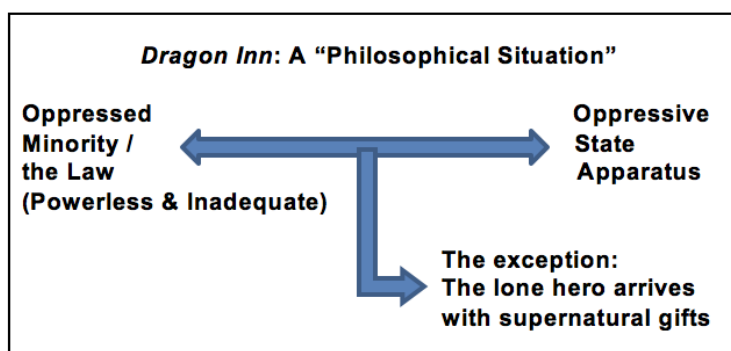 Dragon Inn: A “Philosophical Situation”
Oppressed
Minority /
the Law
(Powerless & Inadequate)
Oppressive
State
Apparatus
The exception:
The lone hero arrives
with supernatural gifts